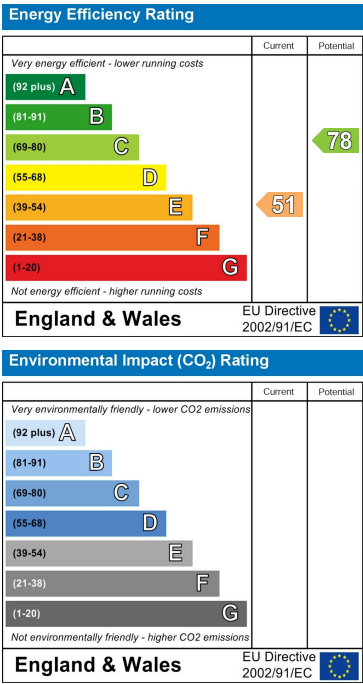 Energy Efficiency Rating
Current Potential
Very energy efficient - lower running costs
(92 plus) A
(81-91) B
(69-80) C
78
(55-68) D
(39-54) E
51
(21-38) F
(1-20) G
Not energy efficient - higher running costs
England & Wales
EU Directive
2002/91/EC
Environmental Impact (CO₂) Rating
Current Potential
Very environmentally friendly - lower CO2 emissions
(92 plus) A
(81-91) B
(69-80) C
(55-68) D
(39-54) E
(21-38) F
(1-20) G
Not environmentally friendly - higher CO2 emissions
England & Wales
EU Directive
2002/91/EC